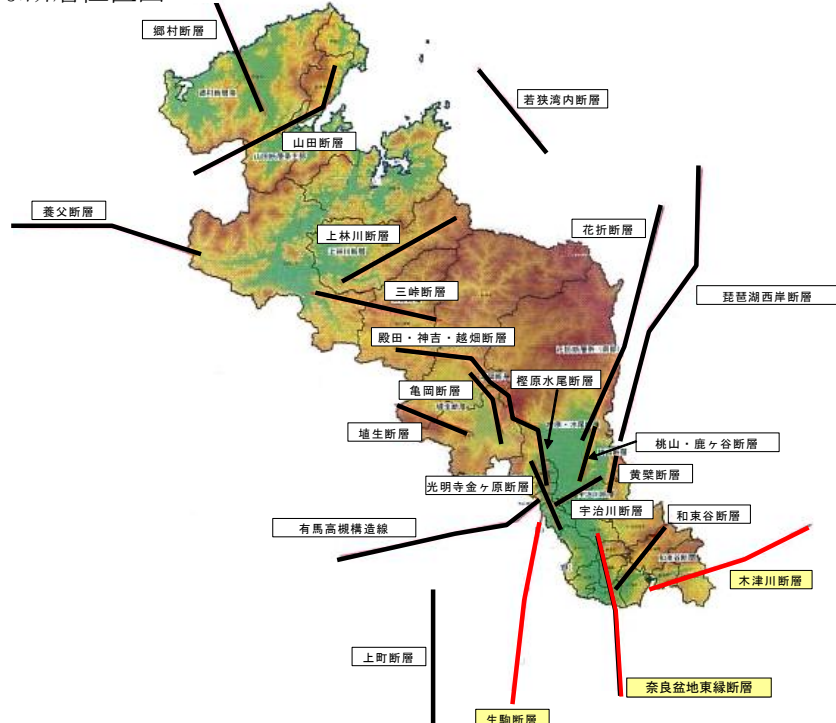 郷村断層
若狭湾内断層
山田断層
養父断層
上林川断層
花折断層
三峠断層
琵琶湖西岸断層
殿田・神吉・越畑断層
樫原水尾断層
亀岡断層
埴生断層
桃山・鹿ヶ谷断層
黄檗断層
光明寺金ヶ原断層
宇治川断層
和束谷断層
有馬高槻構造線
木津川断層
上町断層
奈良盆地東縁断層
生駒断層